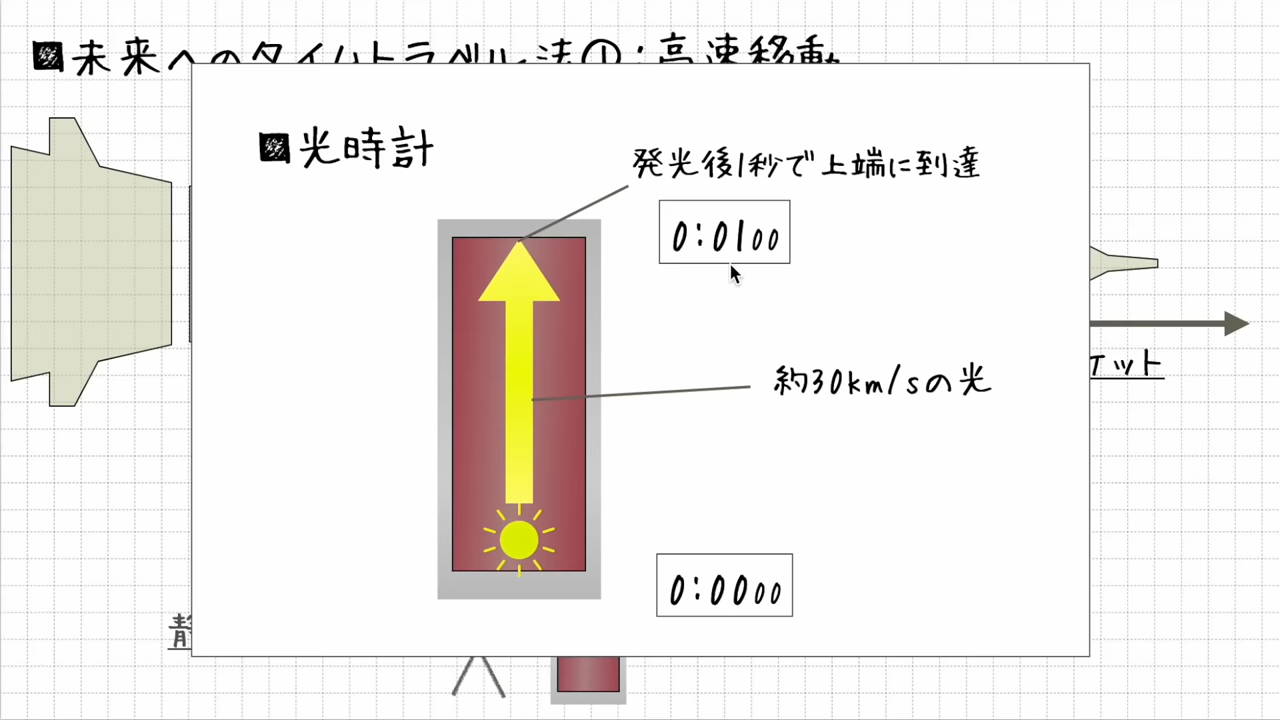 ■未来へのタイムトラベル法①:高速移動
■光時計
発光後1秒で上端に到達
0:0100
約30km/sの光
ケット
0:0000
静